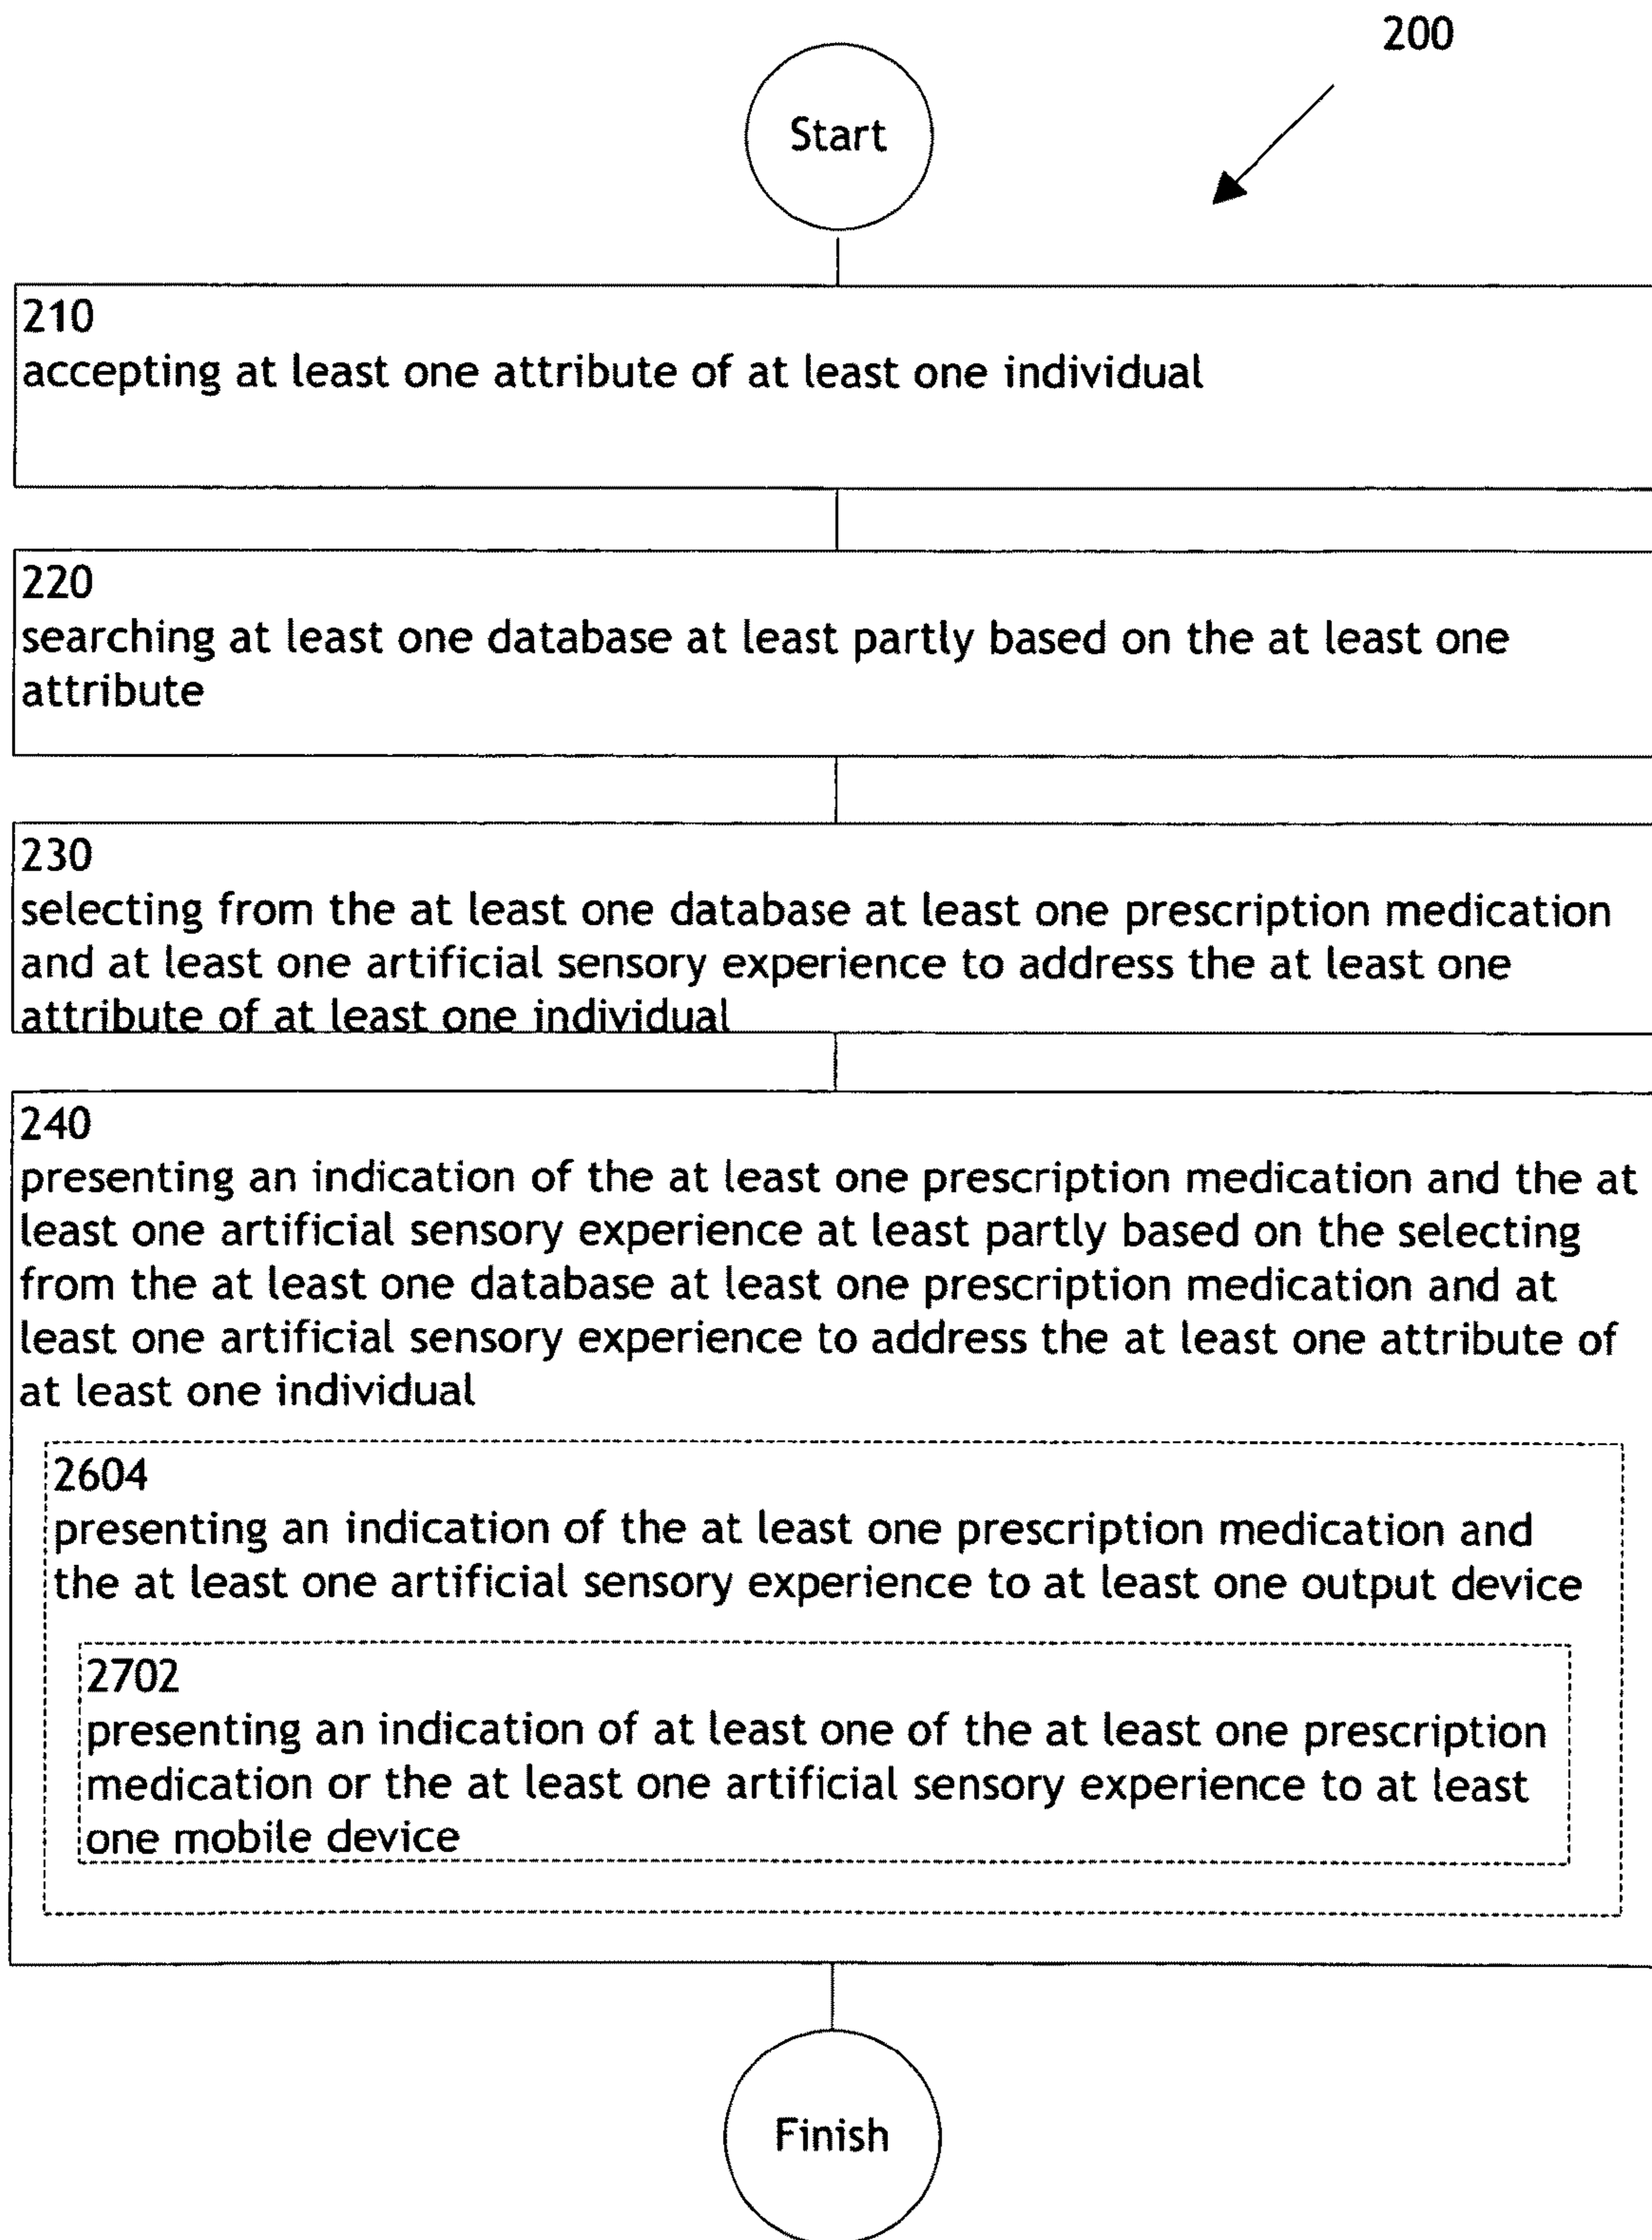 200
Start
210
accepting at least one attribute of at least one individual
220
searching at least one database at least partly based on the at least one
attribute
230
selecting from the at least one database at least one prescription medication
and at least one artificial sensory experience to address the at least one
attribute of at least one individual
240
presenting an indication of the at least one prescription medication and the at
least one artificial sensory experience at least partly based on the selecting
from the at least one database at least one prescription medication and at
least one artificial sensory experience to address the at least one attribute of
at least one individual
2604
presenting an indication of the at least one prescription medication and
the at least one artificial sensory experience to at least one output device
2702
presenting an indication of at least one of the at least one prescription
medication or the at least one artificial sensory experience to at least
one mobile device
Finish